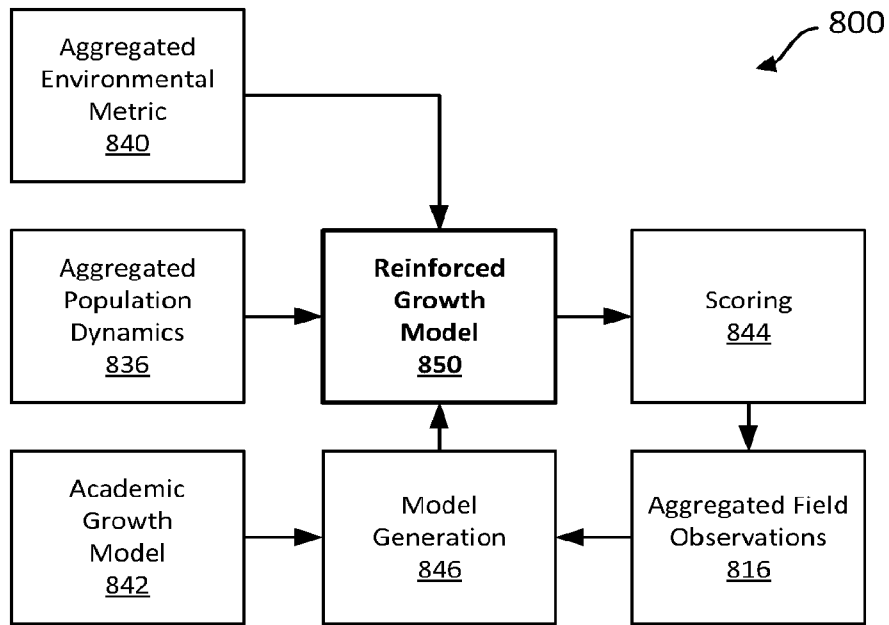 800
Aggregated
Environmental
Metric
840
Aggregated
Population
Dynamics
836
Reinforced
Growth
Model
850
Scoring
844
Academic
Growth
Model
842
Model
Generation
846
Aggregated Field
Observations
816